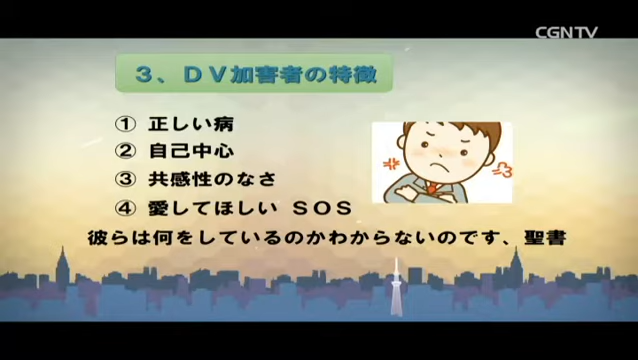 CGNTV
3、DV加害者の特徴
① 正しい病
② 自己中心
③ 共感性のなさ
④ 愛してほしい SOS
彼らは何をしているのかわからないのです、聖書